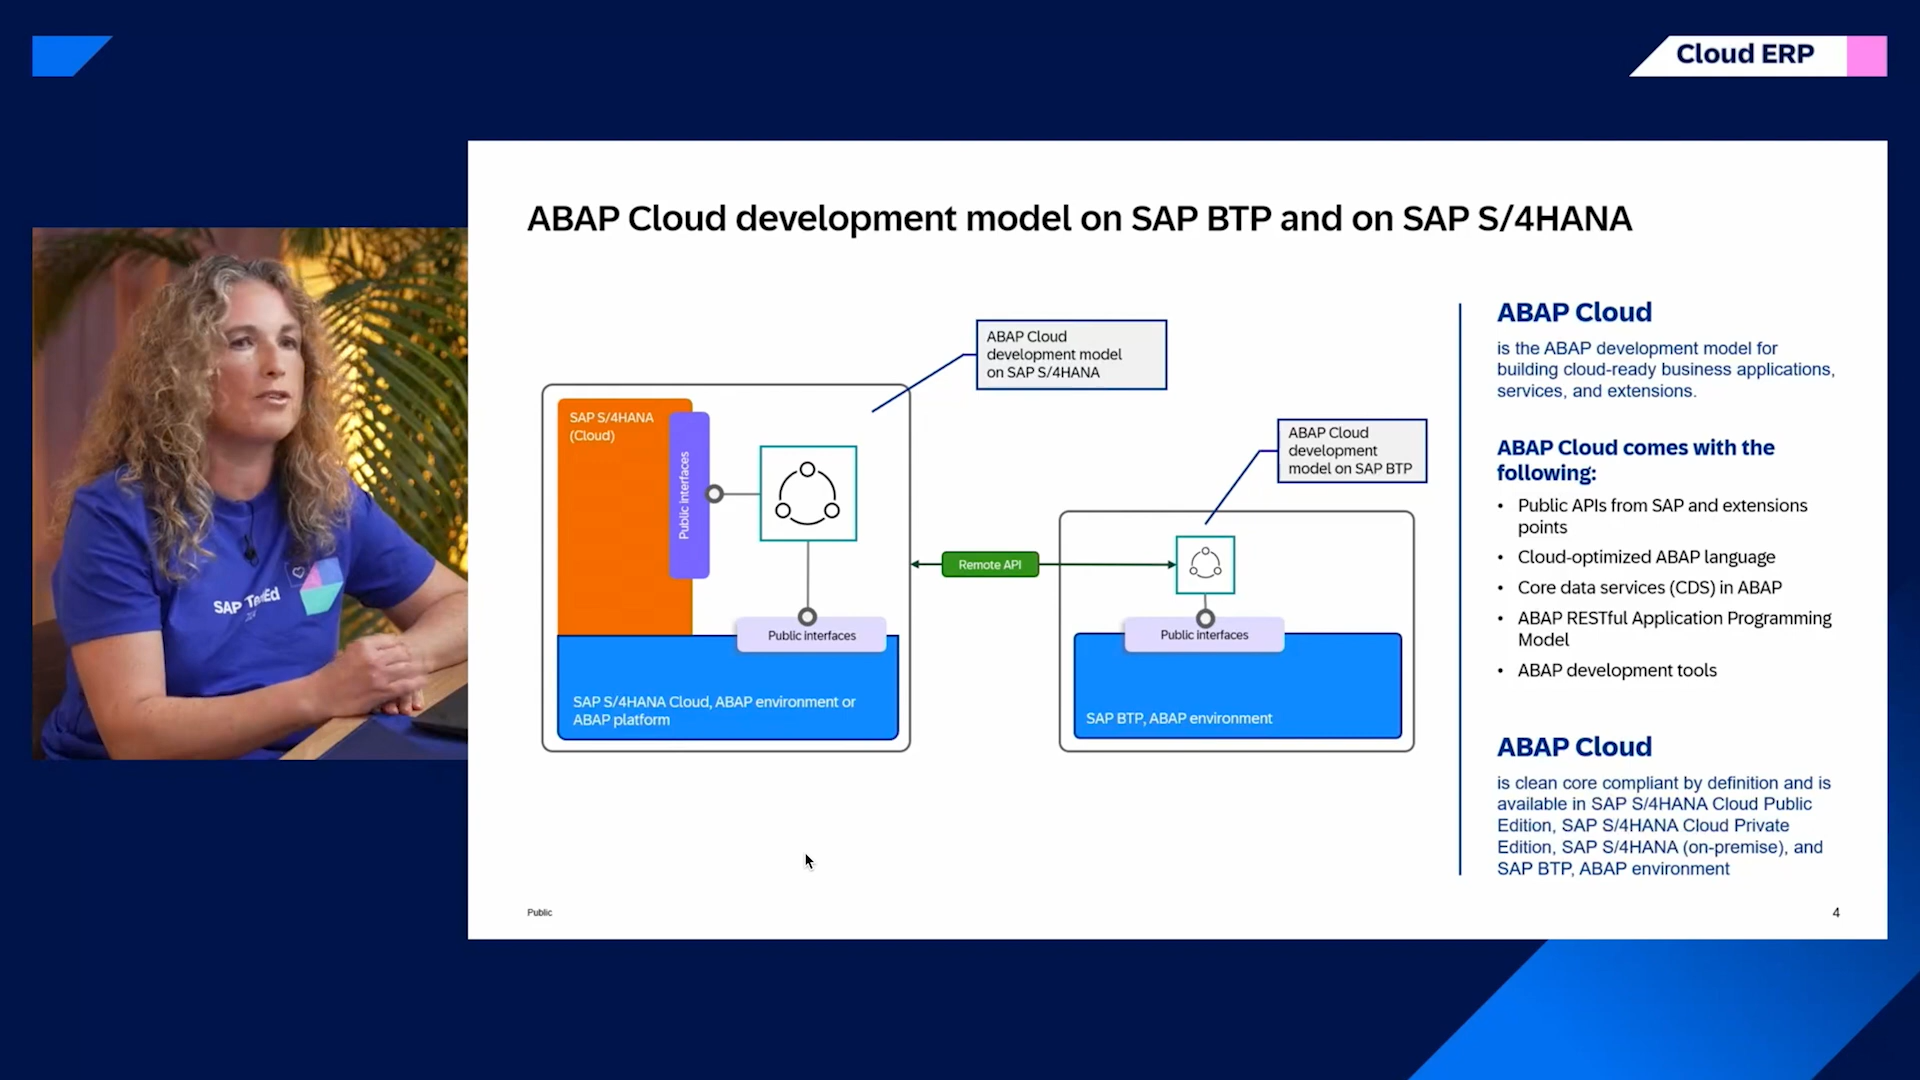 Cloud ERP
ABAP Cloud development model on SAP BTP and on SAP S/4HANA
ABAP Cloud
development model
on SAP S/4HANA
SAP S/4HANA
(Cloud)
Public interfaces
ABAP Cloud
development
model on SAP BTP
Remote API
Public interfaces
Public interfaces
SAP S/4HANA Cloud, ABAP environment or
ABAP platform
SAP BTP, ABAP environment
ABAP Cloud
is the ABAP development model for
building cloud-ready business applications,
services, and extensions.
ABAP Cloud comes with the
following:
• Public APIs from SAP and extensions
points
• Cloud-optimized ABAP language
• Core data services (CDS) in ABAP
• ABAP RESTful Application Programming
Model
• ABAP development tools
ABAP Cloud
is clean core compliant by definition and is
available in SAP S/4HANA Cloud Public
Edition, SAP S/4HANA Cloud Private
Edition, SAP S/4HANA (on-premise), and
SAP BTP, ABAP environment
Public
4
SAP TechEd